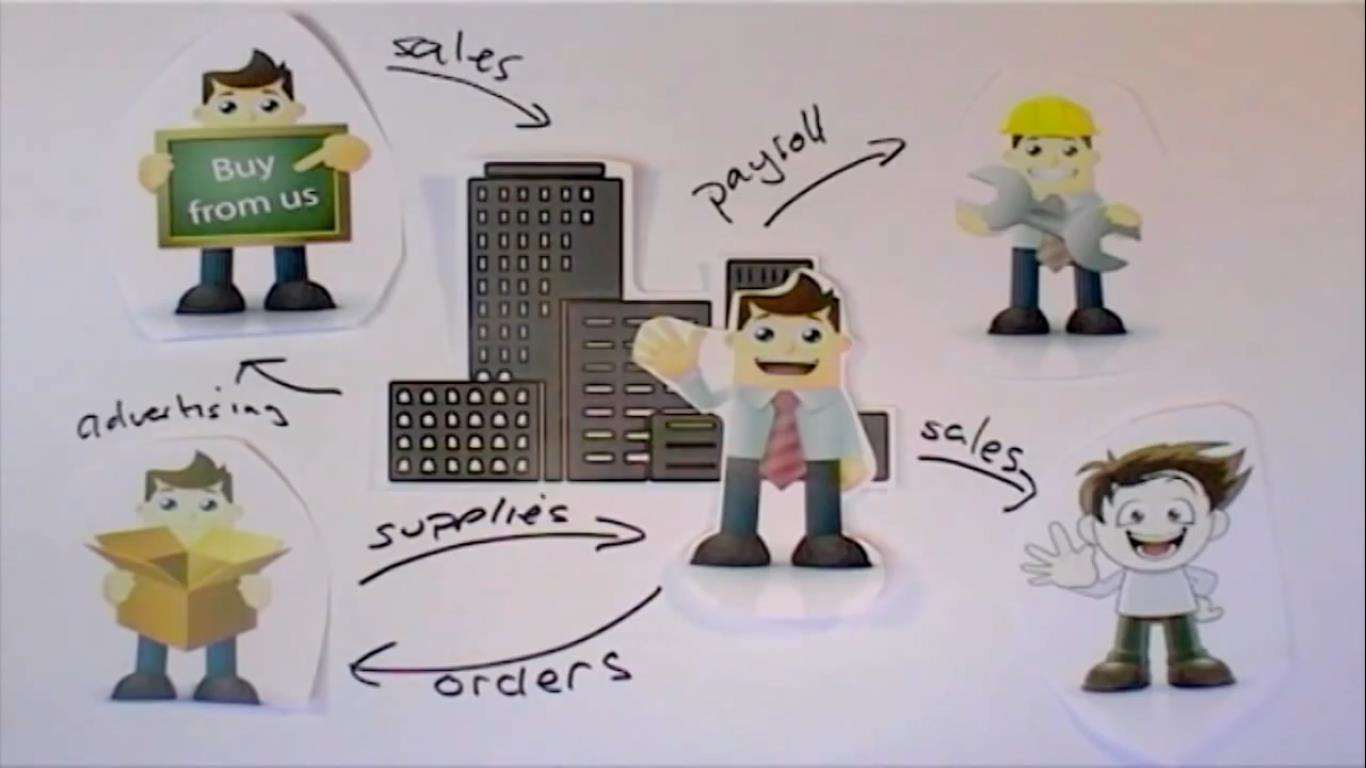 sales
payroll
Buy
from us
advertising
sales
supplies
orders